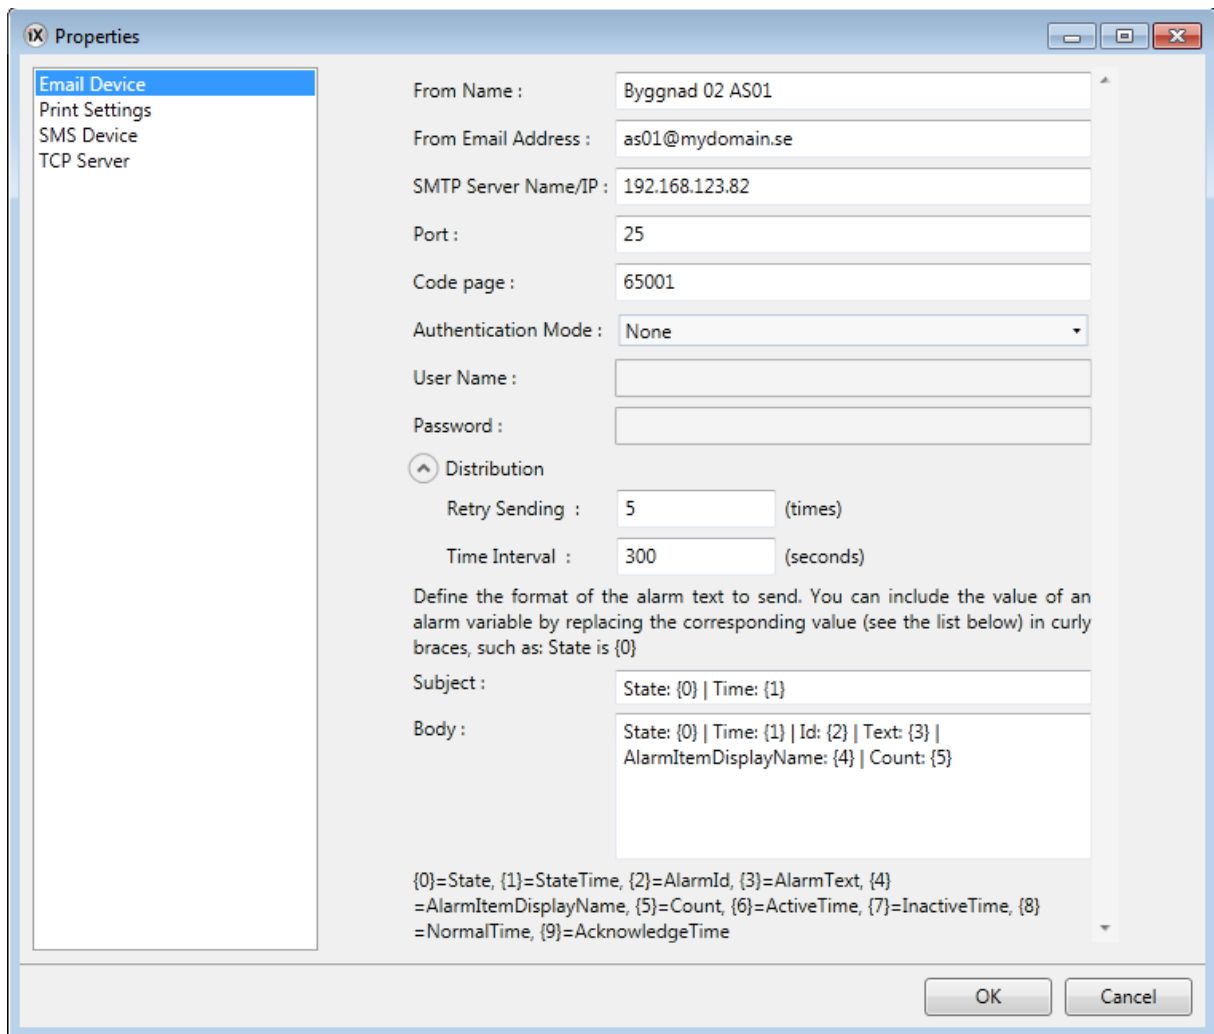 iX Properties
Email Device
Print Settings
SMS Device
TCP Server
From Name : Byggnad 02 AS01
From Email Address : as01@mydomain.se
SMTP Server Name/IP : 192.168.123.82
Port : 25
Code page : 65001
Authentication Mode : None
User Name :
Password :
Distribution
Retry Sending : 5 (times)
Time Interval : 300 (seconds)
Define the format of the alarm text to send. You can include the value of an
alarm variable by replacing the corresponding value (see the list below) in curly
braces, such as: State is {0}
Subject : State: {0} | Time: {1}
Body : State: {0} | Time: {1} | Id: {2} | Text: {3} |
AlarmItemDisplayName: {4} | Count: {5}
{0}=State, {1}=StateTime, {2}=AlarmId, {3}=AlarmText, {4}
=AlarmItemDisplayName, {5}=Count, {6}=ActiveTime, {7}=InactiveTime, {8}
=NormalTime, {9}=AcknowledgeTime
OK Cancel